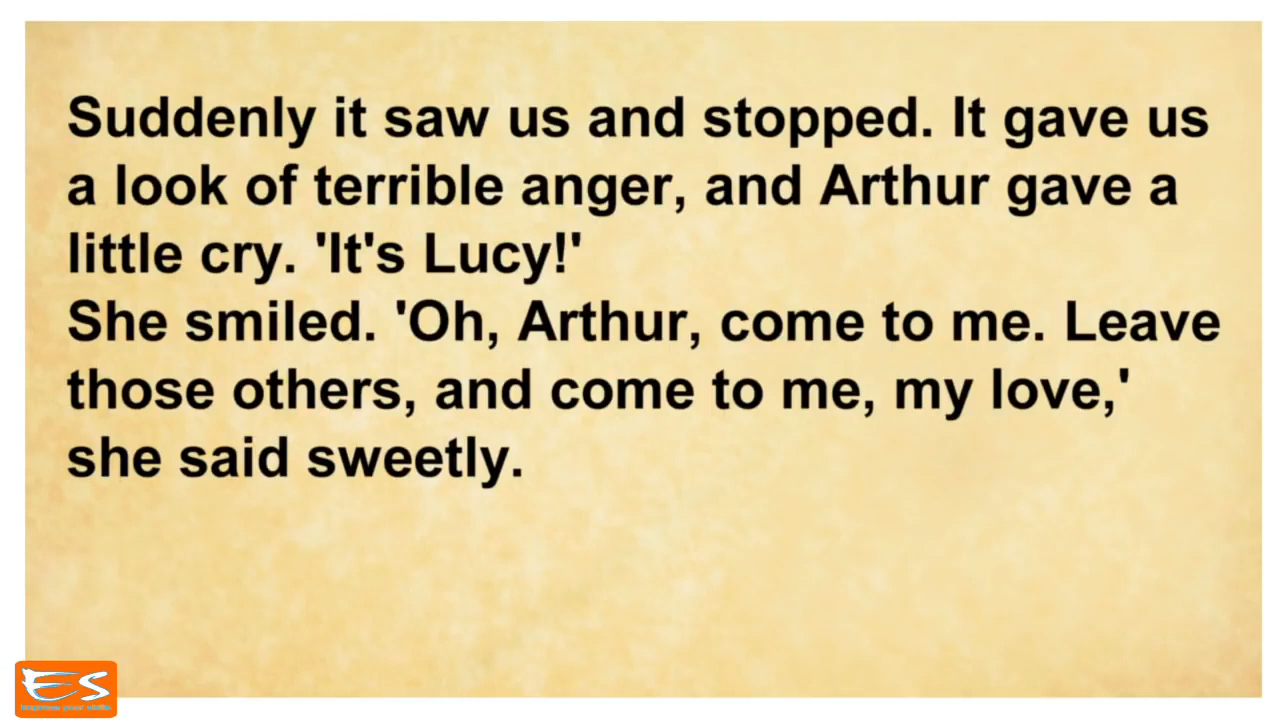 Suddenly it saw us and stopped. It gave us
a look of terrible anger, and Arthur gave a
little cry. 'It's Lucy!'
She smiled. 'Oh, Arthur, come to me. Leave
those others, and come to me, my love,'
she said sweetly.
ES